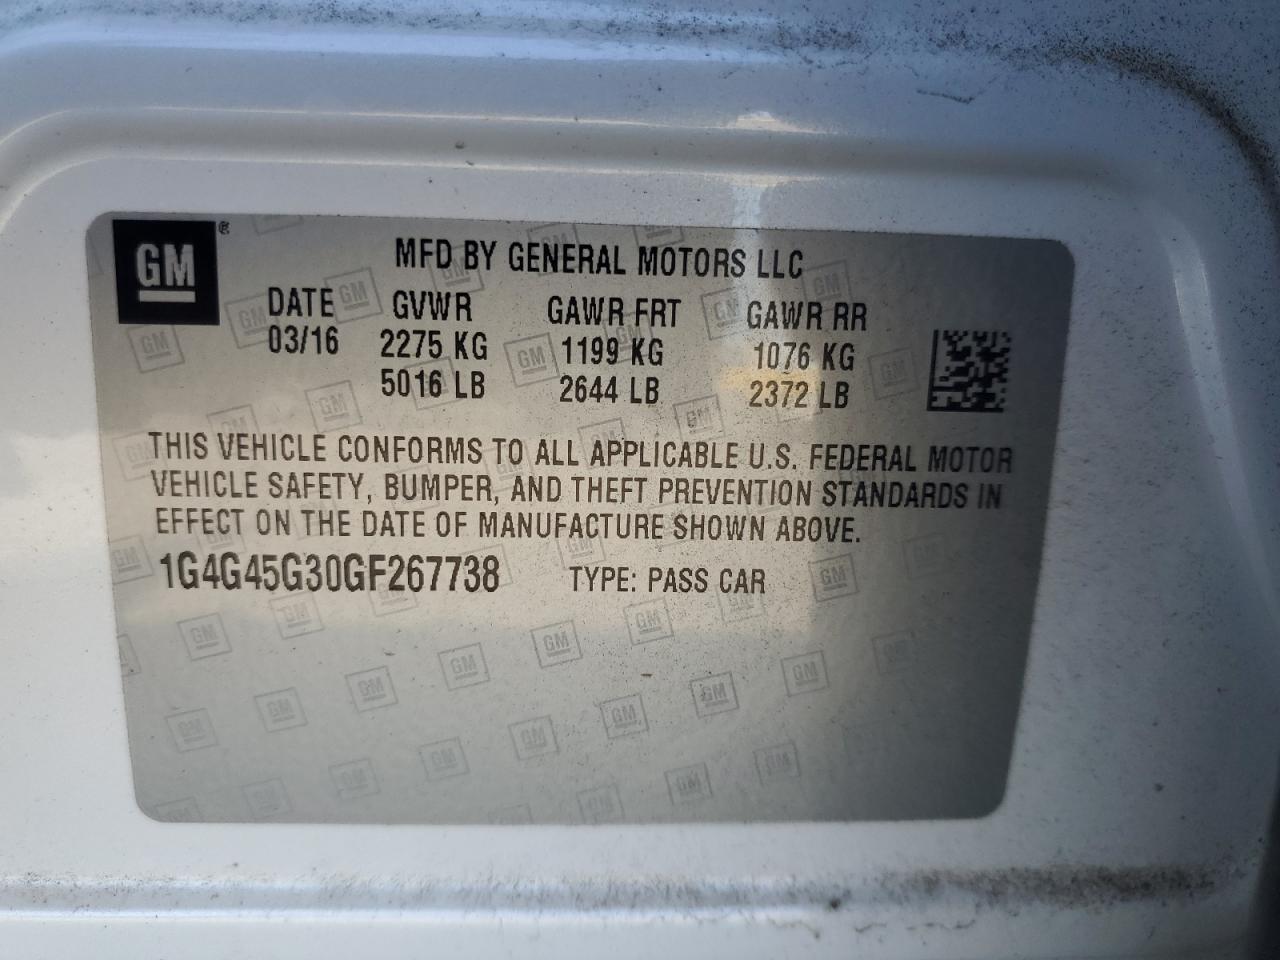 GM®
MFD BY GENERAL MOTORS LLC
DATE GVWR GAWR FRT GAWR RR
03/16 2275 KG 1199 KG 1076 KG
5016 LB 2644 LB 2372 LB
THIS VEHICLE CONFORMS TO ALL APPLICABLE U.S. FEDERAL MOTOR
VEHICLE SAFETY, BUMPER, AND THEFT PREVENTION STANDARDS IN
EFFECT ON THE DATE OF MANUFACTURE SHOWN ABOVE.
1G4G45G30GF267738 TYPE: PASS CAR